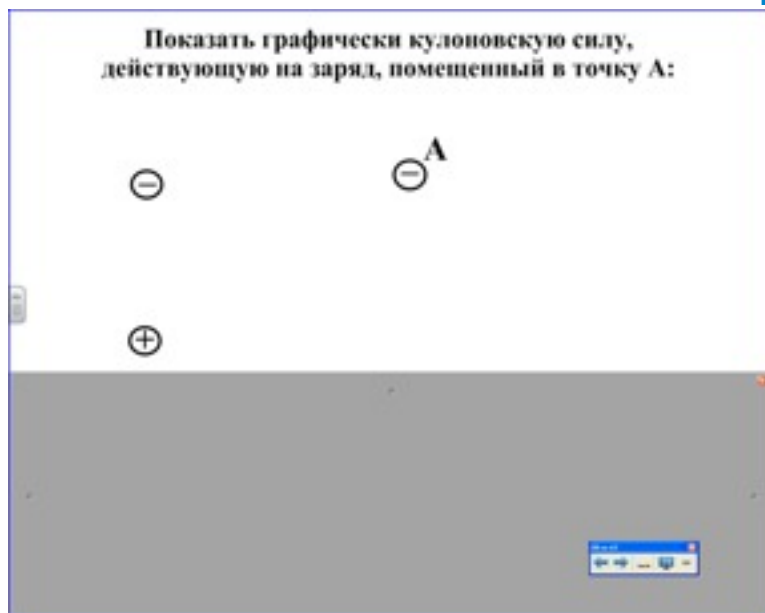 Показать графически кулоновскую силу,
действующую на заряд, помещенный в точку А:
А